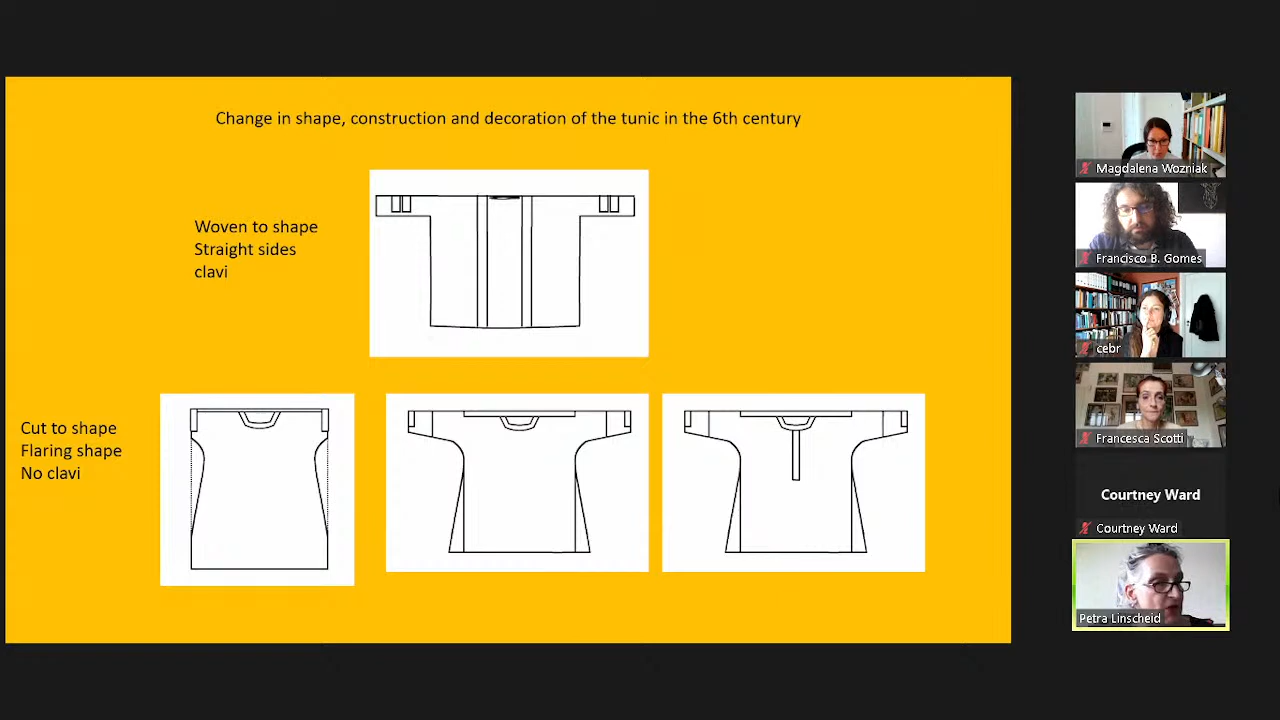 Change in shape, construction and decoration of the tunic in the 6th century
Woven to shape
Straight sides
clavi
Cut to shape
Flaring shape
No clavi
Magdalena Wozniak
Francisco B. Gomes
cebr
Francesca Scotti
Courtney Ward
Courtney Ward
Petra Linscheid